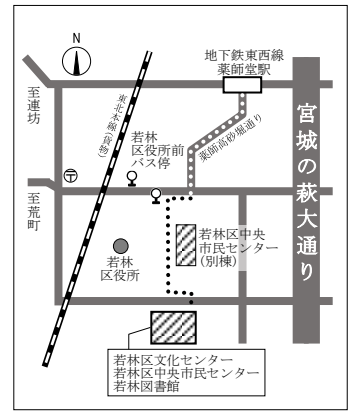 N
地下鉄東西線
薬師堂駅
至連坊
東北本線(貨物)
若林
区役所前
バス停
薬師高砂堀通り
宮城の萩大通り
至荒町
若林
区役所
若林区中央
市民センター
(別棟)
若林区文化センター
若林区中央市民センター
若林図書館